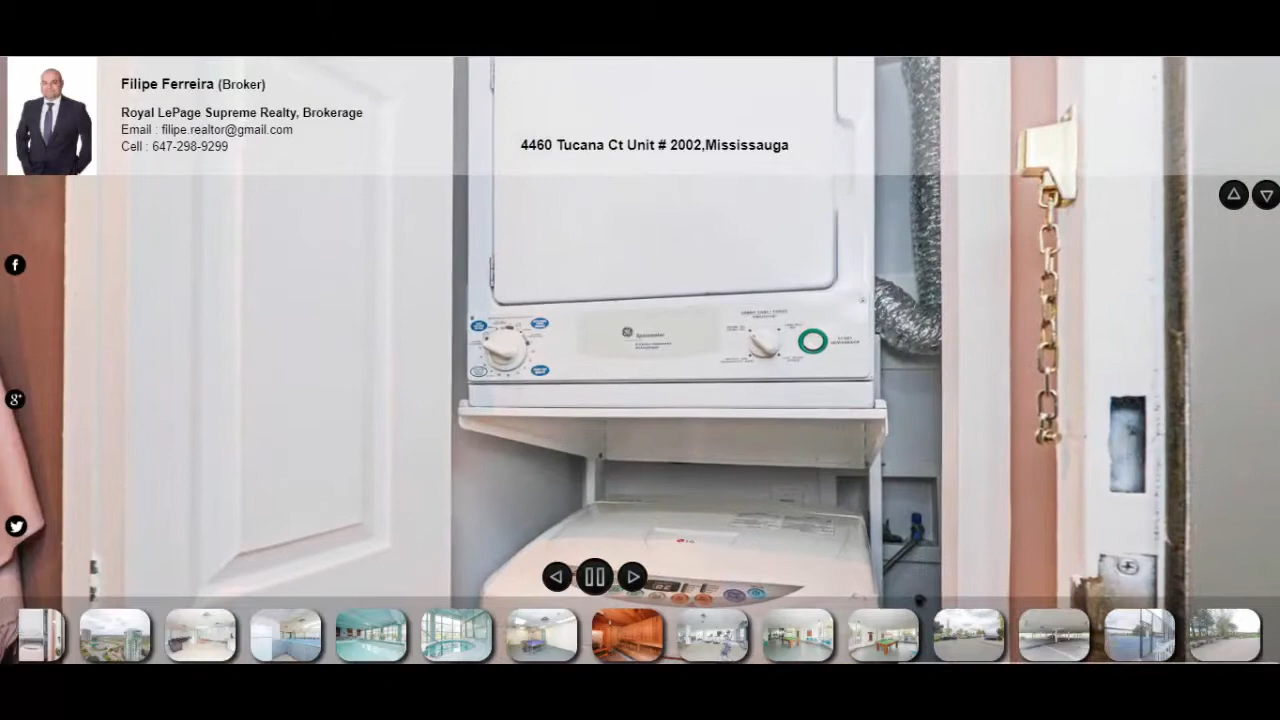 Filipe Ferreira (Broker)
Royal LePage Supreme Realty, Brokerage
Email : filipe.realtor@gmail.com
Cell : 647-298-9299
4460 Tucana Ct Unit # 2002,Mississauga
LG